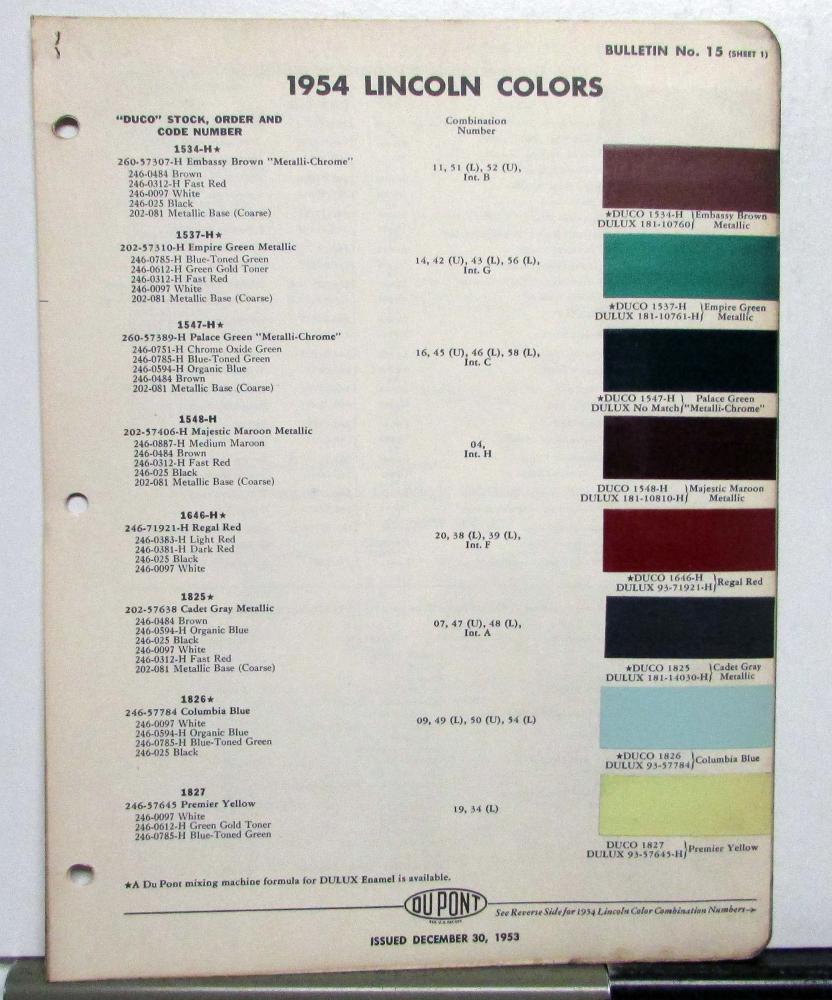 BULLETIN No. 15 (SHEET 1)
1954 LINCOLN COLORS
"DUCO" STOCK, ORDER AND
CODE NUMBER
Combination
Number
1534-H★
260-57307-H Embassy Brown "Metalli-Chrome"
246-0484 Brown
246-0312-H Fast Red
246-0097 White
246-025 Black
202-081 Metallic Base (Coarse)
11, 51 (L), 52 (U),
Int. B
★DUCO 1534-H } Embassy Brown
DULUX 181-10760 } Metallic
1537-H★
202-57310-H Empire Green Metallic
246-0785-H Blue-Toned Green
246-0612-H Green Gold Toner
246-0312-H Fast Red
246-0097 White
202-081 Metallic Base (Coarse)
14, 42 (U), 43 (L), 56 (L),
Int. G
★DUCO 1537-H } Empire Green
DULUX 181-10761-H } Metallic
1547-H★
260-57389-H Palace Green "Metalli-Chrome"
246-0751-H Chrome Oxide Green
246-0785-H Blue-Toned Green
246-0594-H Organic Blue
246-0484 Brown
202-081 Metallic Base (Coarse)
16, 45 (U), 46 (L), 58 (L),
Int. C
★DUCO 1547-H } Palace Green
DULUX No Match } "Metalli-Chrome"
1548-H
202-57406-H Majestic Maroon Metallic
246-0887-H Medium Maroon
246-0484 Brown
246-0312-H Fast Red
246-025 Black
202-081 Metallic Base (Coarse)
04,
Int. H
DUCO 1548-H } Majestic Maroon
DULUX 181-10810-H } Metallic
1646-H★
246-71921-H Regal Red
246-0383-H Light Red
246-0381-H Dark Red
246-025 Black
246-0097 White
20, 38 (L), 39 (L),
Int. F
★DUCO 1646-H } Regal Red
DULUX 93-71921-H }
1825★
202-57638 Cadet Gray Metallic
246-0484 Brown
246-0594-H Organic Blue
246-025 Black
246-0097 White
246-0312-H Fast Red
202-081 Metallic Base (Coarse)
07, 47 (U), 48 (L),
Int. A
★DUCO 1825 } Cadet Gray
DULUX 181-14030-H } Metallic
1826★
246-57784 Columbia Blue
246-0097 White
246-0594-H Organic Blue
246-0785-H Blue-Toned Green
246-025 Black
09, 49 (L), 50 (U), 54 (L)
★DUCO 1826 } Columbia Blue
DULUX 93-57784 }
1827
246-57645 Premier Yellow
246-0097 White
246-0612-H Green Gold Toner
246-0785-H Blue-Toned Green
19, 34 (L)
DUCO 1827 } Premier Yellow
DULUX 93-57645-H }
★A Du Pont mixing machine formula for DULUX Enamel is available.
DU PONT
See Reverse Side for 1954 Lincoln Color Combination Numbers→
ISSUED DECEMBER 30, 1953